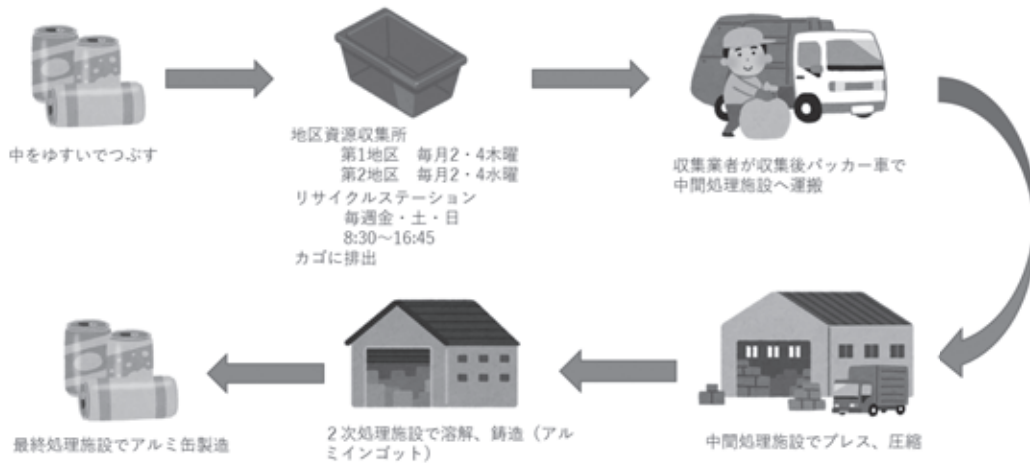 中をゆすいでつぶす
地区資源収集所
第1地区　毎月2・4木曜
第2地区　毎月2・4水曜
リサイクルステーション
毎週金・土・日
8:30～16:45
カゴに排出
収集業者が収集後パッカー車で
中間処理施設へ運搬
中間処理施設でプレス、圧縮
２次処理施設で溶解、鋳造（アル
ミインゴット）
最終処理施設でアルミ缶製造